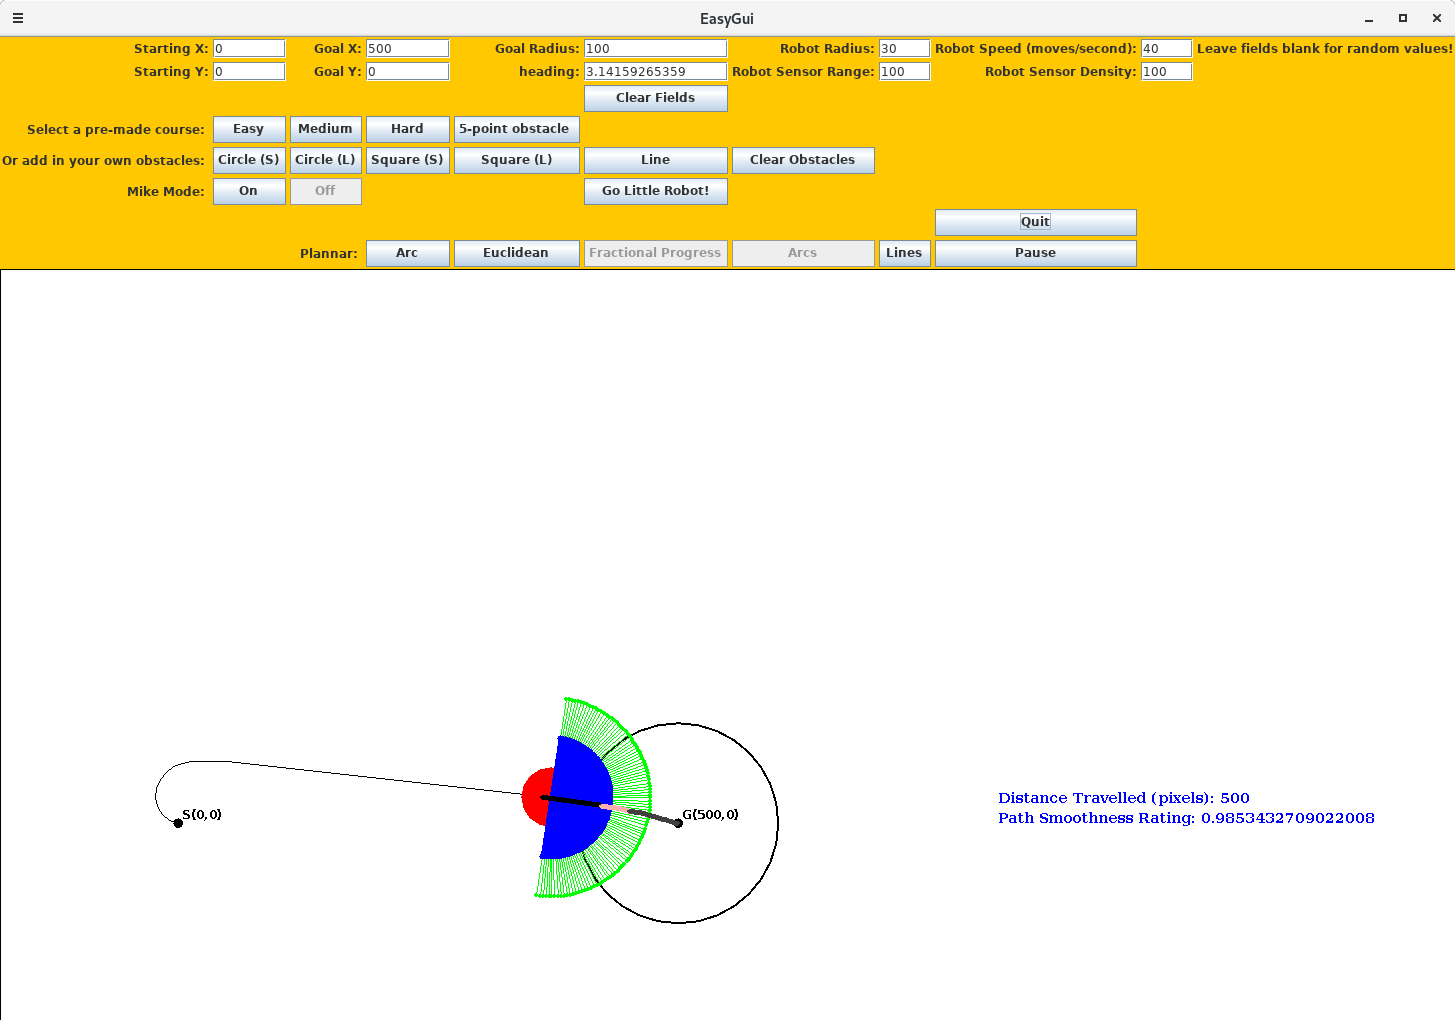 EasyGui
Starting X: 0 Goal X: 500 Goal Radius: 100 Robot Radius: 30 Robot Speed (moves/second): 40 Leave fields blank for random values!
Starting Y: 0 Goal Y: 0 heading: 3.14159265359 Robot Sensor Range: 100 Robot Sensor Density: 100
Clear Fields
Select a pre-made course: Easy Medium Hard 5-point obstacle
Or add in your own obstacles: Circle (S) Circle (L) Square (S) Square (L) Line Clear Obstacles
Mike Mode: On Off Go Little Robot!
Quit
Plannar: Arc Euclidean Fractional Progress Arcs Lines Pause
Distance Travelled (pixels): 500
S(0,0) G(500,0) Path Smoothness Rating: 0.9853432709022008